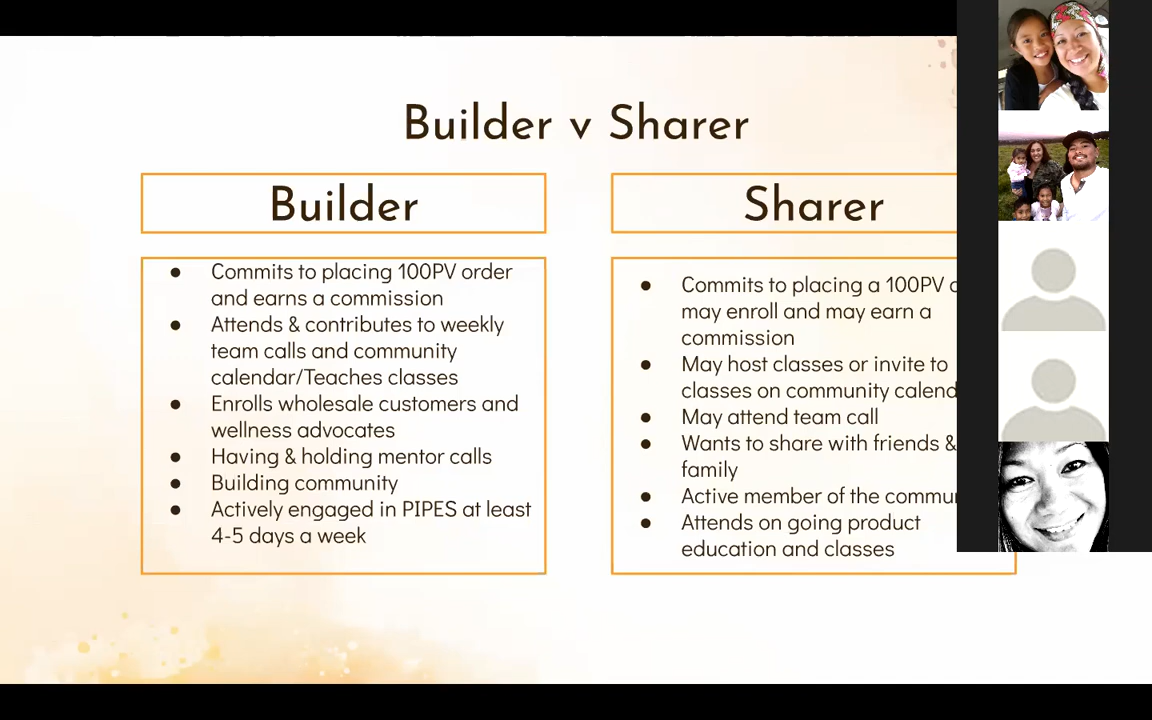 Builder v Sharer
Builder
● Commits to placing 100PV order
and earns a commission
● Attends & contributes to weekly
team calls and community
calendar/Teaches classes
● Enrolls wholesale customers and
wellness advocates
● Having & holding mentor calls
● Building community
● Actively engaged in PIPES at least
4-5 days a week
Sharer
● Commits to placing a 100PV
may enroll and may earn a
commission
● May host classes or invite to
classes on community
● May attend team call
● Wants to share with friends &
family
● Active member of the
● Attends on going product
education and classes